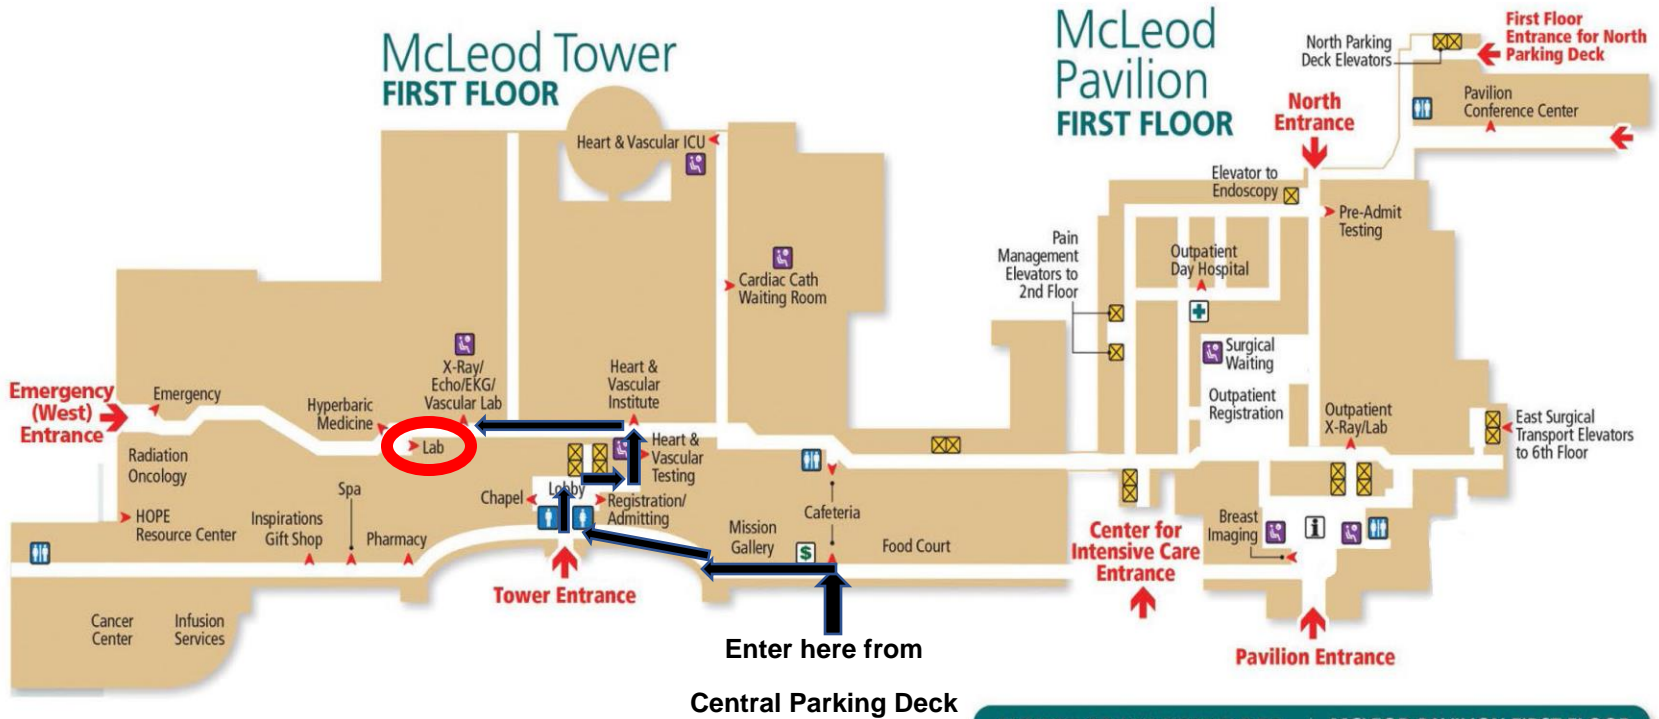 McLeod Tower
FIRST FLOOR
McLeod
Pavilion
FIRST FLOOR
First Floor
Entrance for North
Parking Deck
North Parking
Deck Elevators
Pavilion
Conference Center
North
Entrance
Elevator to
Endoscopy
Pre-Admit
Testing
Pain
Management
Elevators to
2nd Floor
Outpatient
Day Hospital
Surgical
Waiting
Outpatient
Registration
Outpatient
X-Ray/Lab
East Surgical
Transport Elevators
to 6th Floor
Heart & Vascular ICU
Cardiac Cath
Waiting Room
X-Ray/
Echo/EKG/
Vascular Lab
Heart &
Vascular
Institute
Emergency
(West)
Entrance
Emergency
Hyperbaric
Medicine
Lab
Heart &
Vascular
Testing
Radiation
Oncology
Spa
Chapel
Lobby
Registration/
Admitting
HOPE
Resource Center
Inspirations
Gift Shop
Pharmacy
Mission
Gallery
$
Cafeteria
Food Court
Center for
Intensive Care
Entrance
Breast
Imaging
i
Tower Entrance
Cancer
Center
Infusion
Services
Pavilion Entrance
Enter here from
Central Parking Deck